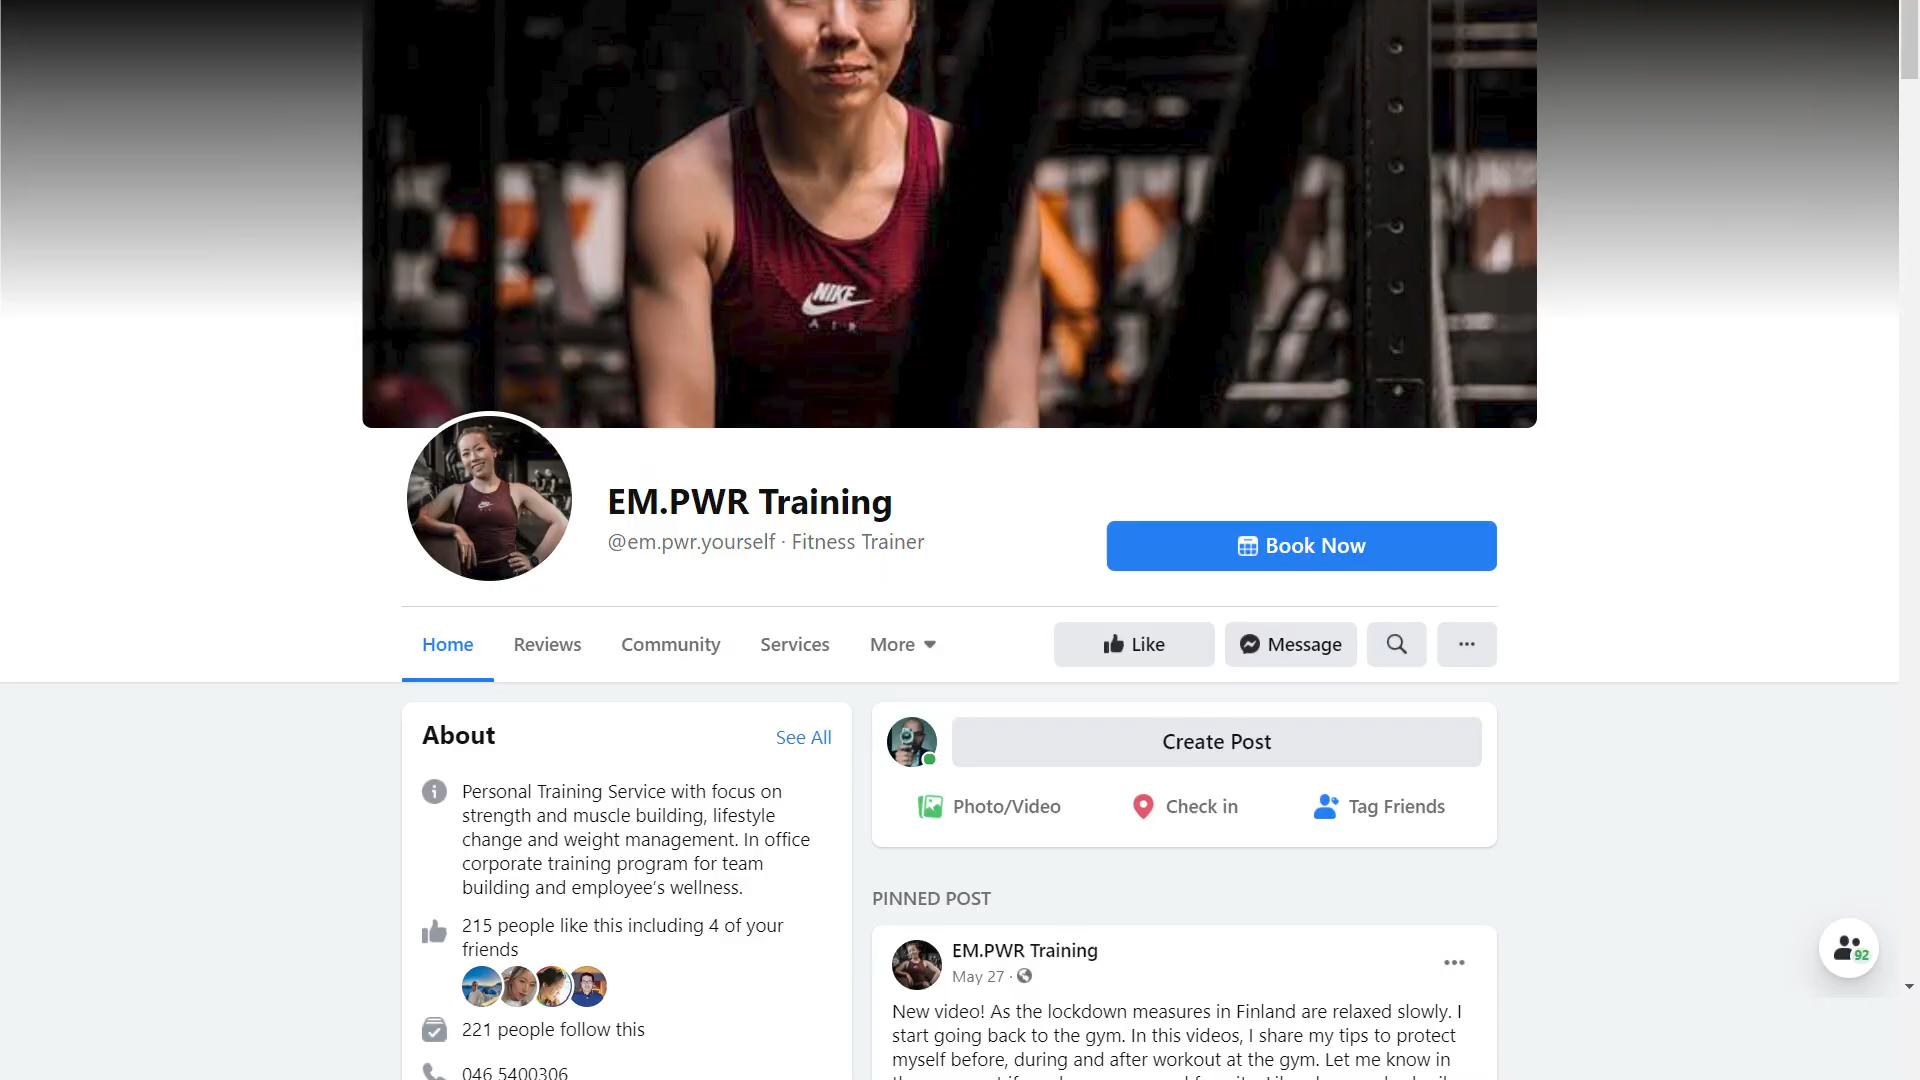 NIKE
AIR
EM.PWR Training
@em.pwr.yourself · Fitness Trainer
Book Now
Home
Reviews
Community
Services
More
Like
Message
About
See All
Personal Training Service with focus on
strength and muscle building, lifestyle
change and weight management. In office
corporate training program for team
building and employee's wellness.
215 people like this including 4 of your
friends
221 people follow this
046 5400306
Create Post
Photo/Video
Check in
Tag Friends
PINNED POST
EM.PWR Training
May 27 ·
New video! As the lockdown measures in Finland are relaxed slowly. I
start going back to the gym. In this videos, I share my tips to protect
myself before, during and after workout at the gym. Let me know in
92